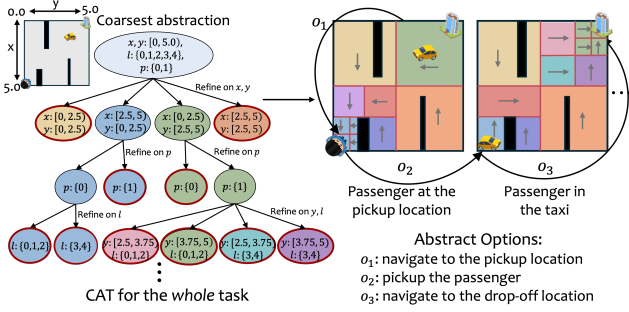 y
0.0 5.0
x
5.0
Coarsest abstraction
x, y: [0, 5.0),
l: {0,1,2,3,4},
p: {0,1}
Refine on x, y
x: [0, 2.5)
y: [0,2.5)
x: [2.5, 5)
y: [0,2.5)
x: [0, 2.5)
y: [2.5,5)
x: [2.5, 5)
y: [2.5,5)
Refine on p
Refine on p
p: {0}
p: {1}
p: {0}
p: {1}
Refine on l
Refine on y, l
l: {0,1,2}
l: {3,4}
y: [2.5, 3.75)
l: {0,1,2}
y: [3.75, 5)
l: {0,1,2}
y: [2.5, 3.75)
l: {3,4}
y: [3.75, 5)
l: {3,4}
CAT for the whole task
o1
o2
o3
Passenger at the
pickup location
Passenger in
the taxi
Abstract Options:
o1: navigate to the pickup location
o2: pickup the passenger
o3: navigate to the drop-off location